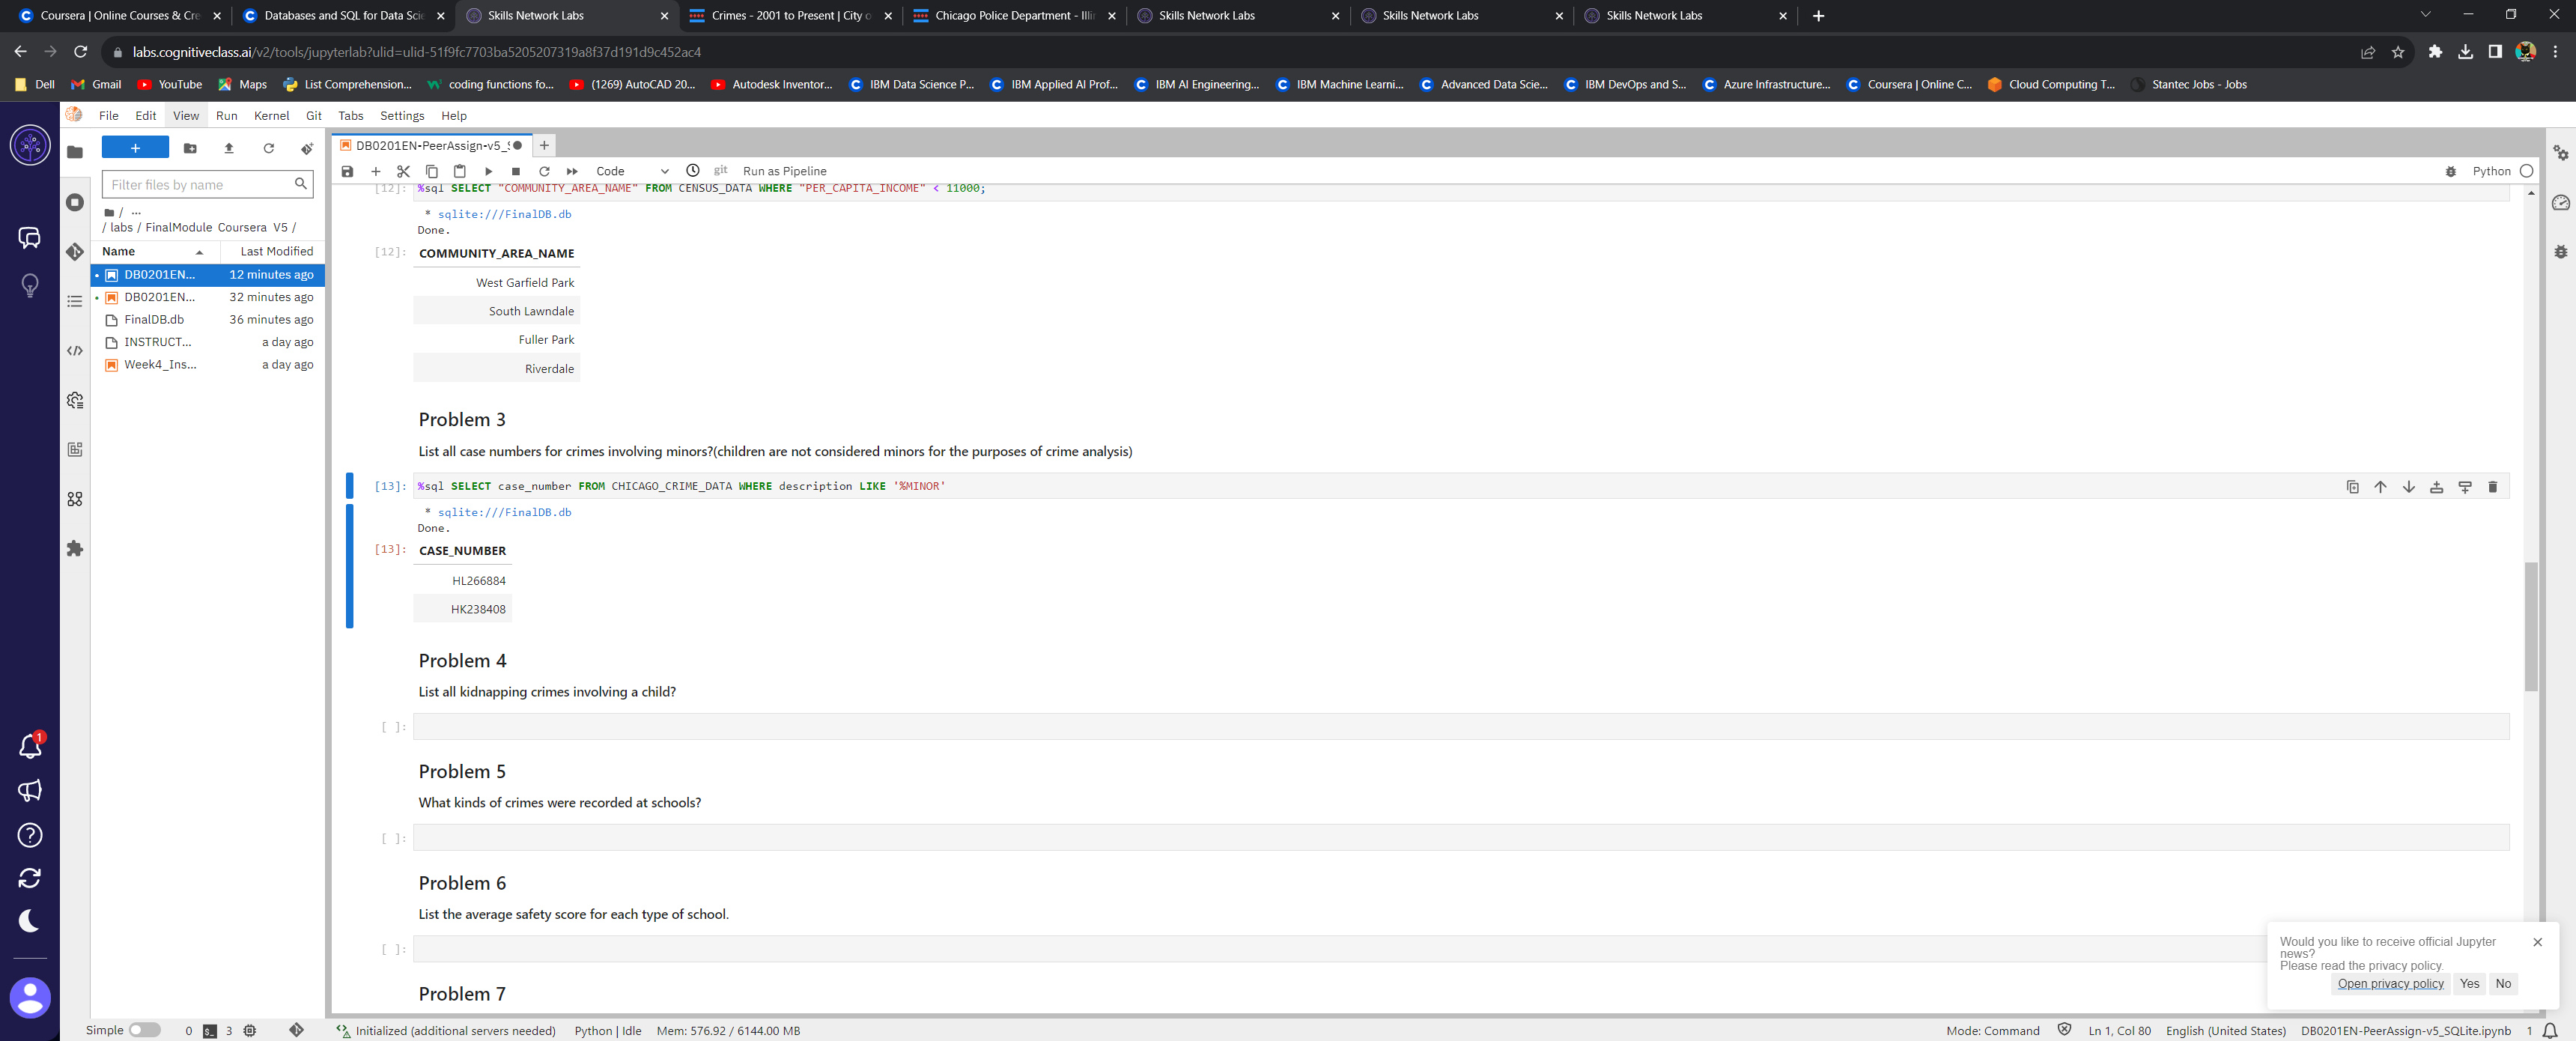 Coursera | Online Courses & Cre
Databases and SQL for Data Scie
Skills Network Labs
Crimes - 2001 to Present | City o
Chicago Police Department - Illi
Skills Network Labs
Skills Network Labs
Skills Network Labs
labs.cognitiveclass.ai/v2/tools/jupyterlab?ulid=ulid-51f9fc7703ba5205207319a8f37d191d9c452ac4
Dell
Gmail
YouTube
Maps
List Comprehension...
coding functions fo...
(1269) AutoCAD 20...
Autodesk Inventor...
IBM Data Science P...
IBM Applied AI Prof...
IBM AI Engineering...
IBM Machine Learni...
Advanced Data Scie...
IBM DevOps and S...
Azure Infrastructure...
Coursera | Online C...
Cloud Computing T...
Stantec Jobs - Jobs
File Edit View Run Kernel Git Tabs Settings Help
DB0201EN-PeerAssign-v5_S
Code
git
Run as Pipeline
Python
Filter files by name
/ ...
/ labs / FinalModule_Coursera_V5 /
Name Last Modified
DB0201EN... 12 minutes ago
DB0201EN... 32 minutes ago
FinalDB.db 36 minutes ago
INSTRUCT... a day ago
Week4_Ins... a day ago
[12]: %sql SELECT "COMMUNITY_AREA_NAME" FROM CENSUS_DATA WHERE "PER_CAPITA_INCOME" < 11000;
* sqlite:///FinalDB.db
Done.
[12]: COMMUNITY_AREA_NAME
West Garfield Park
South Lawndale
Fuller Park
Riverdale
Problem 3
List all case numbers for crimes involving minors?(children are not considered minors for the purposes of crime analysis)
[13]: %sql SELECT case_number FROM CHICAGO_CRIME_DATA WHERE description LIKE '%MINOR'
* sqlite:///FinalDB.db
Done.
[13]: CASE_NUMBER
HL266884
HK238408
Problem 4
List all kidnapping crimes involving a child?
[ ]:
Problem 5
What kinds of crimes were recorded at schools?
[ ]:
Problem 6
List the average safety score for each type of school.
[ ]:
Problem 7
1
Would you like to receive official Jupyter
news?
Please read the privacy policy.
Open privacy policy Yes No
Simple 0 $_ 3
Initialized (additional servers needed) Python | Idle Mem: 576.92 / 6144.00 MB
Mode: Command Ln 1, Col 80 English (United States) DB0201EN-PeerAssign-v5_SQLite.ipynb 1